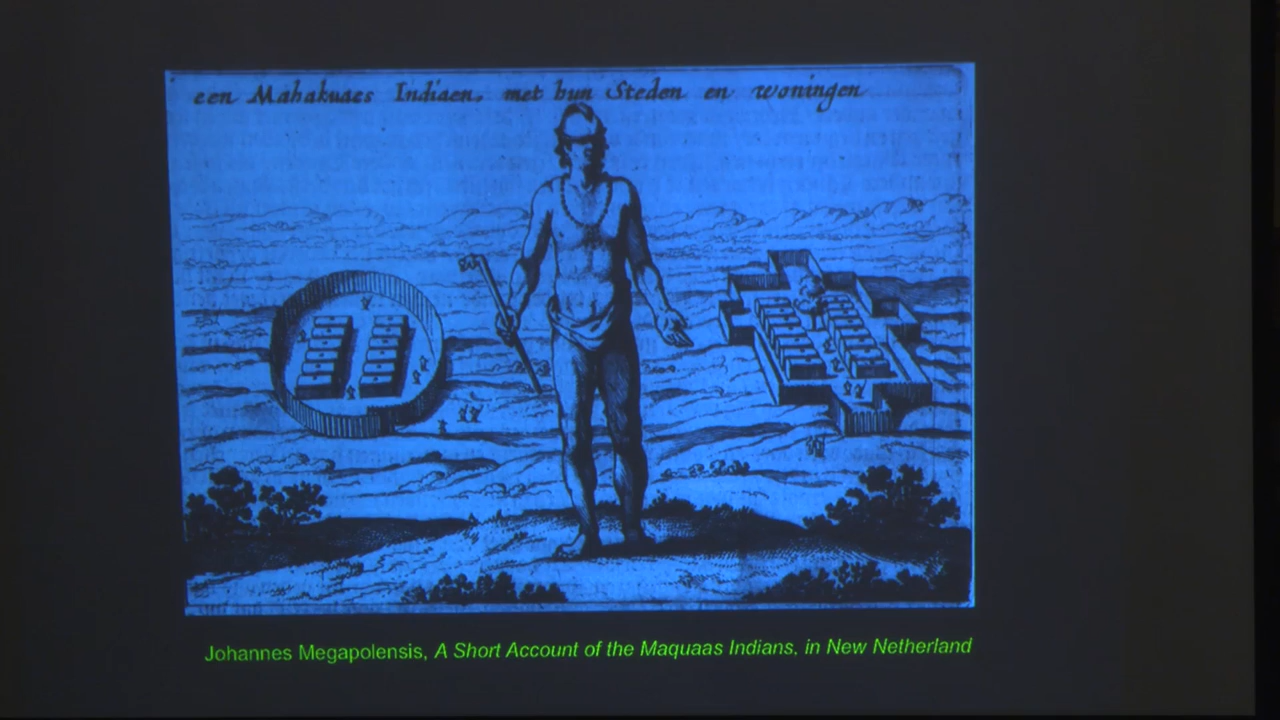 een Mahakuaes Indiaen, met hun Steden en woningen
Johannes Megapolensis, A Short Account of the Maquaas Indians, in New Netherland